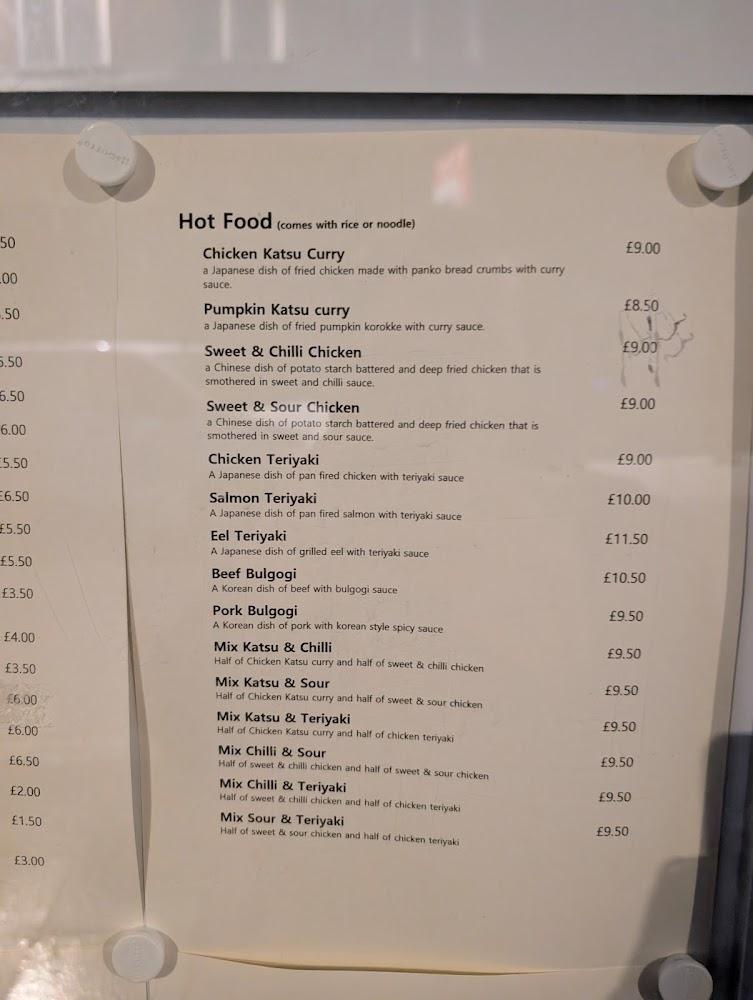 Hot Food (comes with rice or noodle)
Chicken Katsu Curry £9.00
a Japanese dish of fried chicken made with panko bread crumbs with curry
sauce.
Pumpkin Katsu curry £8.50
a Japanese dish of fried pumpkin korokke with curry sauce.
Sweet & Chilli Chicken £9.00
a Chinese dish of potato starch battered and deep fried chicken that is
smothered in sweet and chilli sauce.
Sweet & Sour Chicken £9.00
a Chinese dish of potato starch battered and deep fried chicken that is
smothered in sweet and sour sauce.
Chicken Teriyaki £9.00
A Japanese dish of pan fired chicken with teriyaki sauce
Salmon Teriyaki £10.00
A Japanese dish of pan fired salmon with teriyaki sauce
Eel Teriyaki £11.50
A Japanese dish of grilled eel with teriyaki sauce
Beef Bulgogi £10.50
A Korean dish of beef with bulgogi sauce
Pork Bulgogi £9.50
A Korean dish of pork with korean style spicy sauce
Mix Katsu & Chilli £9.50
Half of Chicken Katsu curry and half of sweet & chilli chicken
Mix Katsu & Sour £9.50
Half of Chicken Katsu curry and half of sweet & sour chicken
Mix Katsu & Teriyaki £9.50
Half of Chicken Katsu curry and half of chicken teriyaki
Mix Chilli & Sour £9.50
Half of sweet & chilli chicken and half of sweet & sour chicken
Mix Chilli & Teriyaki £9.50
Half of sweet & chilli chicken and half of chicken teriyaki
Mix Sour & Teriyaki £9.50
Half of sweet & sour chicken and half of chicken teriyaki
50
.00
.50
5.50
6.50
6.00
£5.50
£6.50
£5.50
£5.50
£3.50
£4.00
£3.50
£6.00
£6.00
£6.50
£2.00
£1.50
£3.00